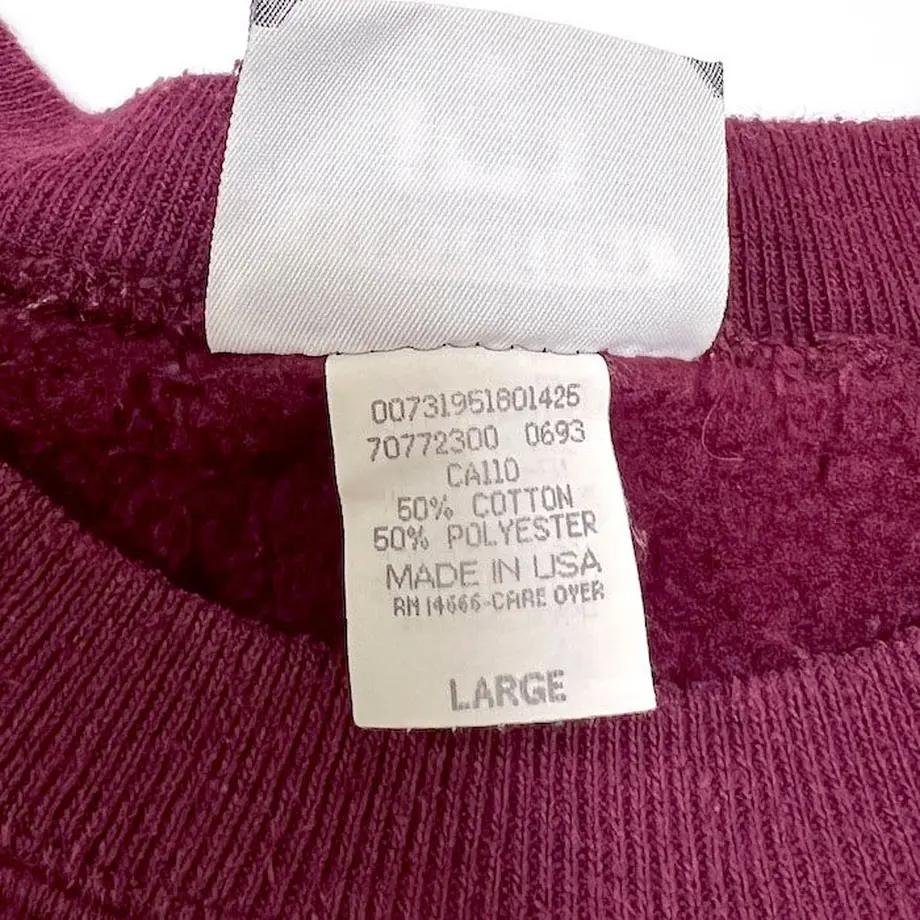 00731951801425
70772300 0693
CA110
50% COTTON
50% POLYESTER
MADE IN USA
RN 14666-CARE OVER
LARGE